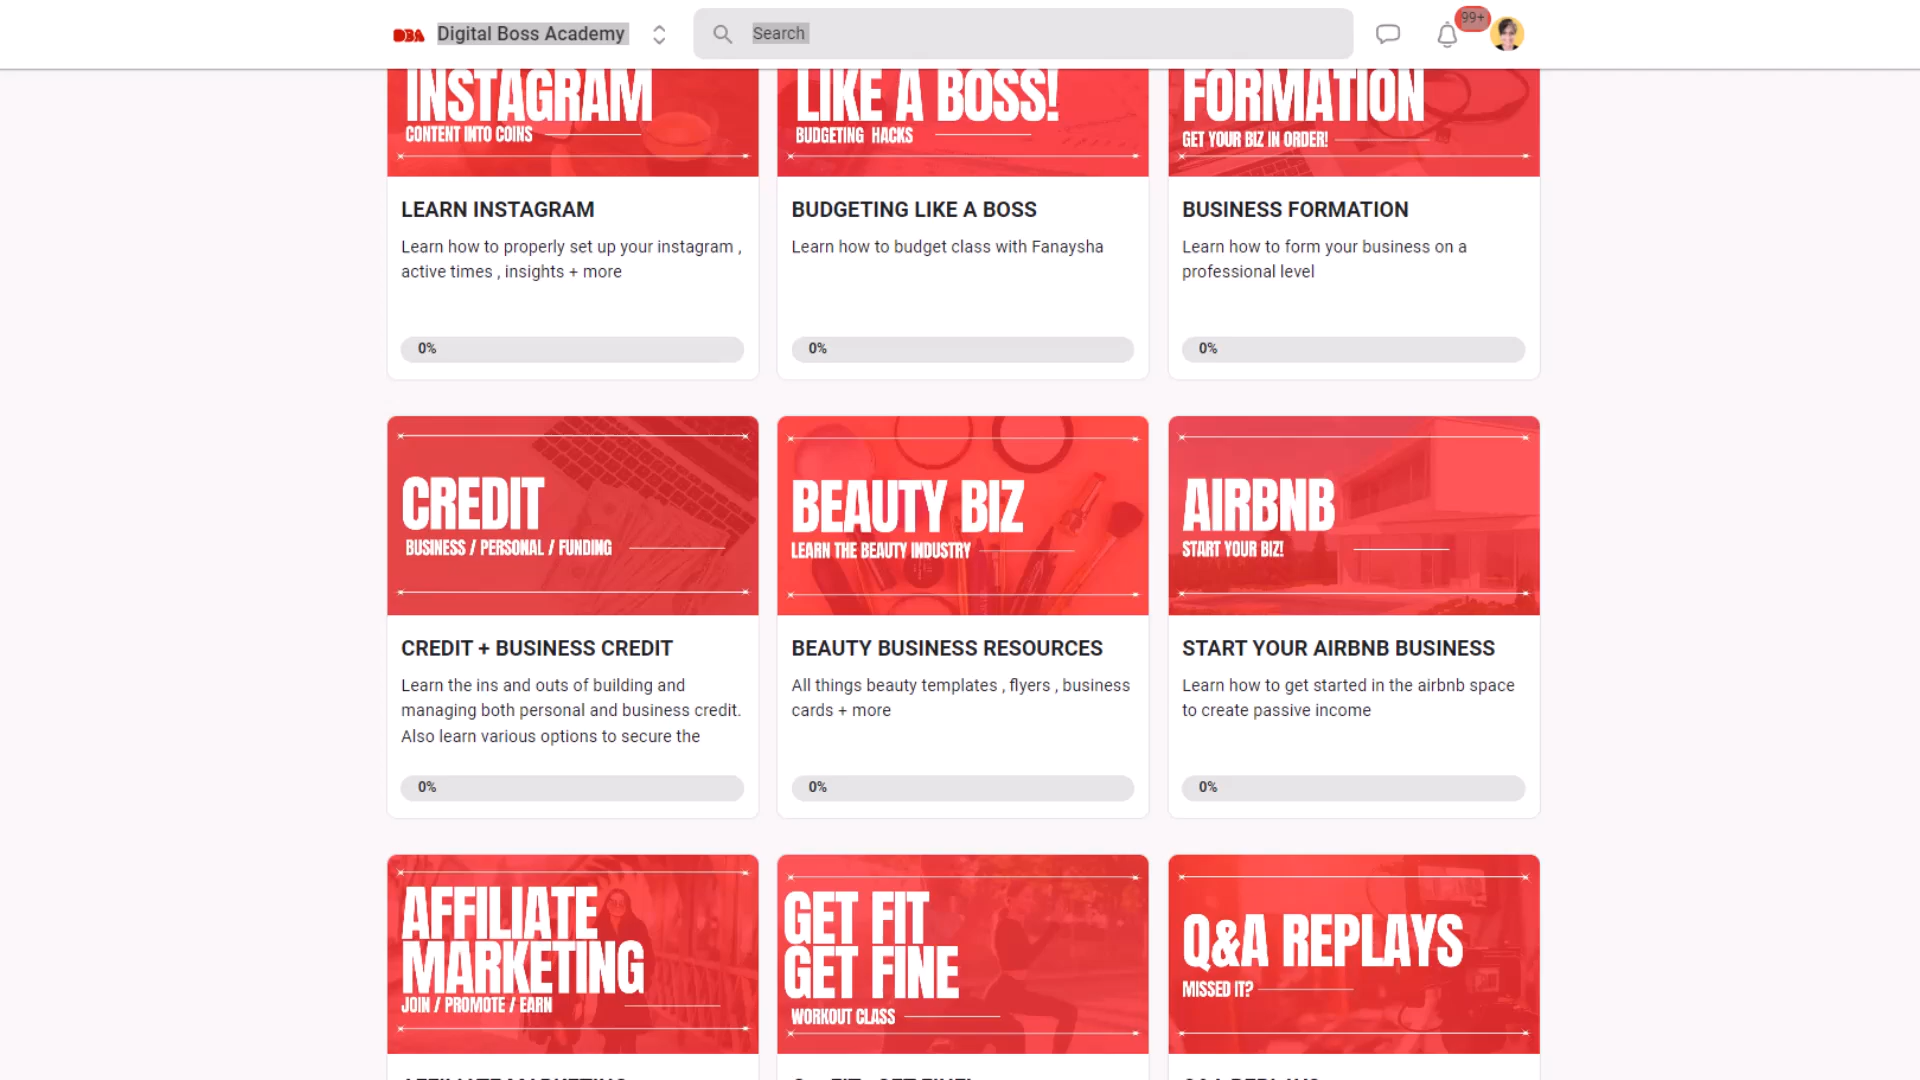 DBA
Digital Boss Academy
Search
99+
INSTAGRAM
CONTENT INTO COINS
LIKE A BOSS!
BUDGETING HACKS
FORMATION
GET YOUR BIZ IN ORDER!
LEARN INSTAGRAM
Learn how to properly set up your instagram ,
active times , insights + more
0%
BUDGETING LIKE A BOSS
Learn how to budget class with Fanaysha
0%
BUSINESS FORMATION
Learn how to form your business on a
professional level
0%
CREDIT
BUSINESS / PERSONAL / FUNDING
CREDIT + BUSINESS CREDIT
Learn the ins and outs of building and
managing both personal and business credit.
Also learn various options to secure the
0%
BEAUTY BIZ
LEARN THE BEAUTY INDUSTRY
BEAUTY BUSINESS RESOURCES
All things beauty templates , flyers , business
cards + more
0%
AIRBNB
START YOUR BIZ!
START YOUR AIRBNB BUSINESS
Learn how to get started in the airbnb space
to create passive income
0%
AFFILIATE
MARKETING
JOIN / PROMOTE / EARN
GET FIT
GET FINE
WORKOUT CLASS
Q&A REPLAYS
MISSED IT?